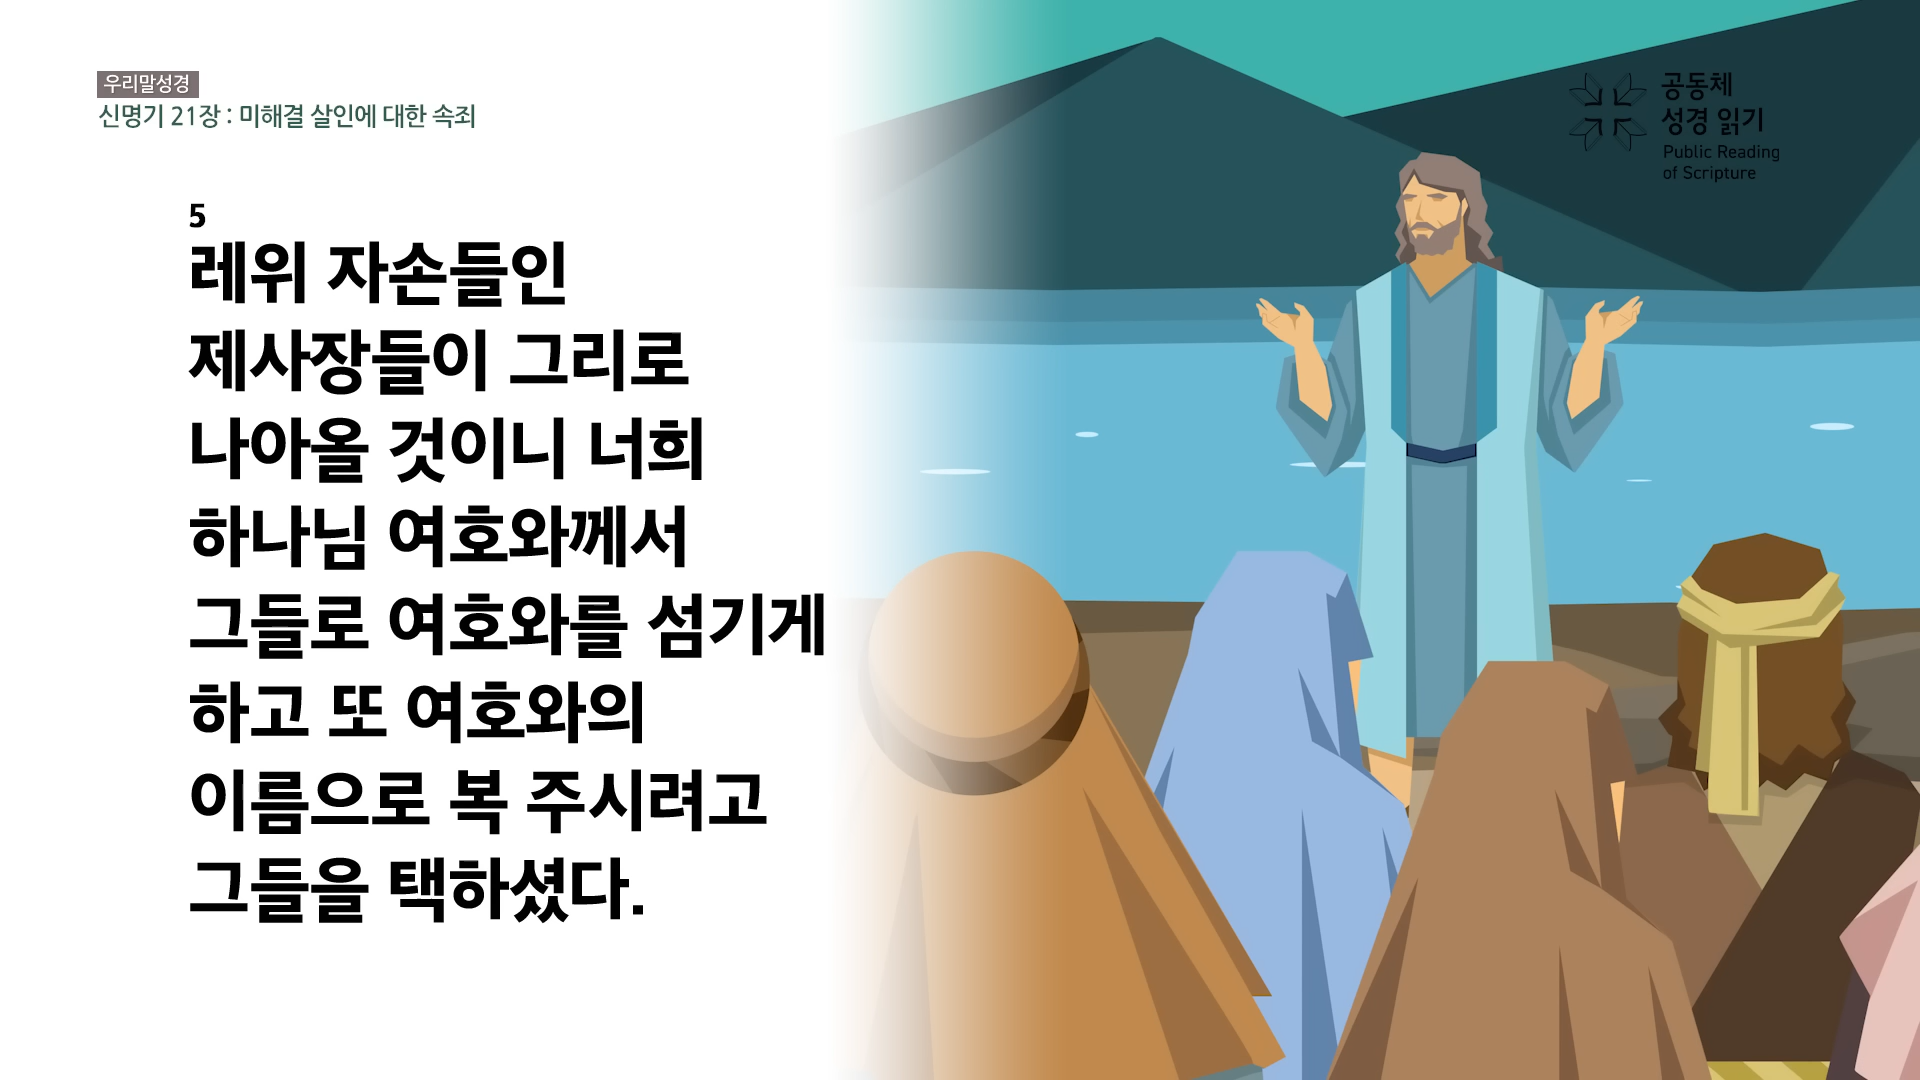 우리말성경
신명기 21장 : 미해결 살인에 대한 속죄
5
레위 자손들인
제사장들이 그리로
나아올 것이니 너희
하나님 여호와께서
그들로 여호와를 섬기게
하고 또 여호와의
이름으로 복 주시려고
그들을 택하셨다.
공동체
성경 읽기
Public Reading
of Scripture